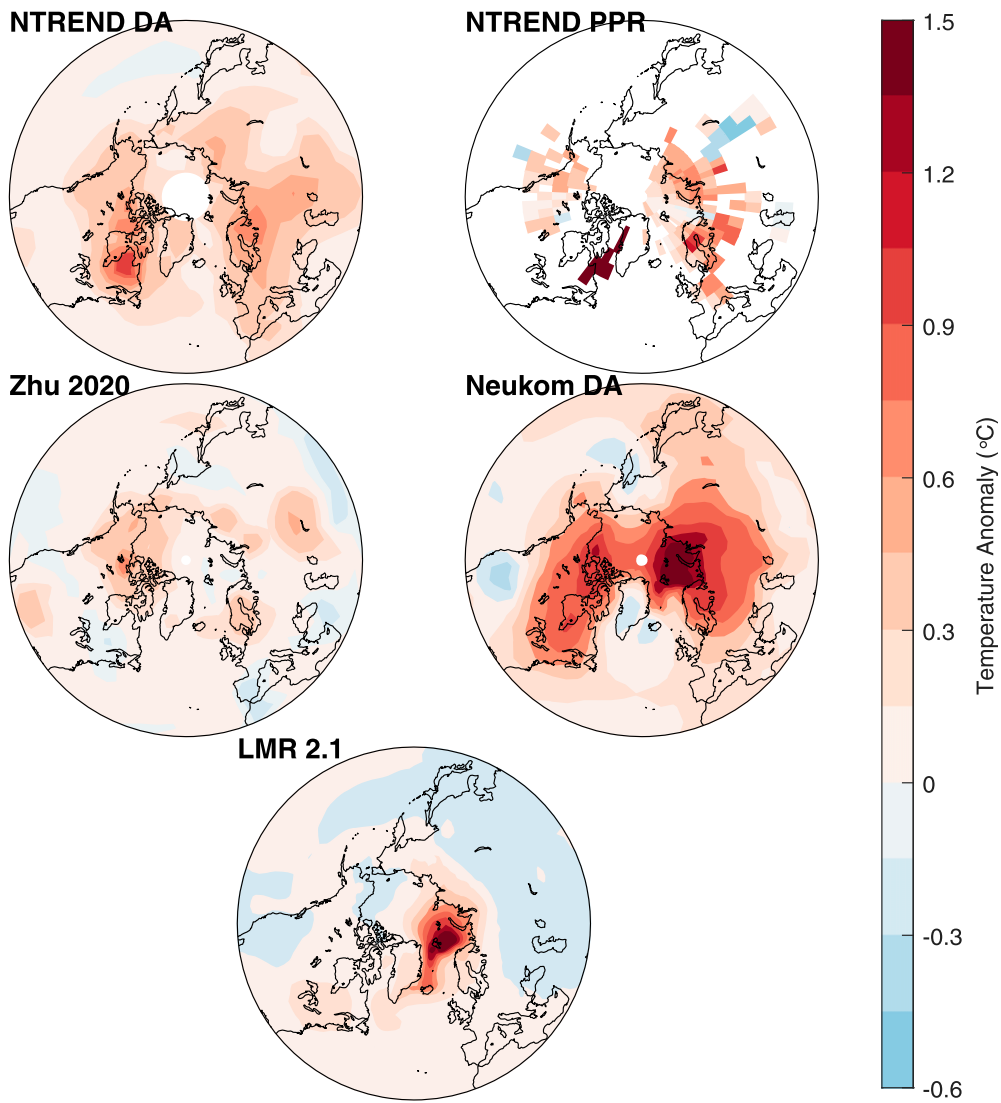 NTREND DA
NTREND PPR
Zhu 2020
Neukom DA
LMR 2.1
1.5
1.2
0.9
0.6
0.3
0
-0.3
-0.6
Temperature Anomaly (°C)